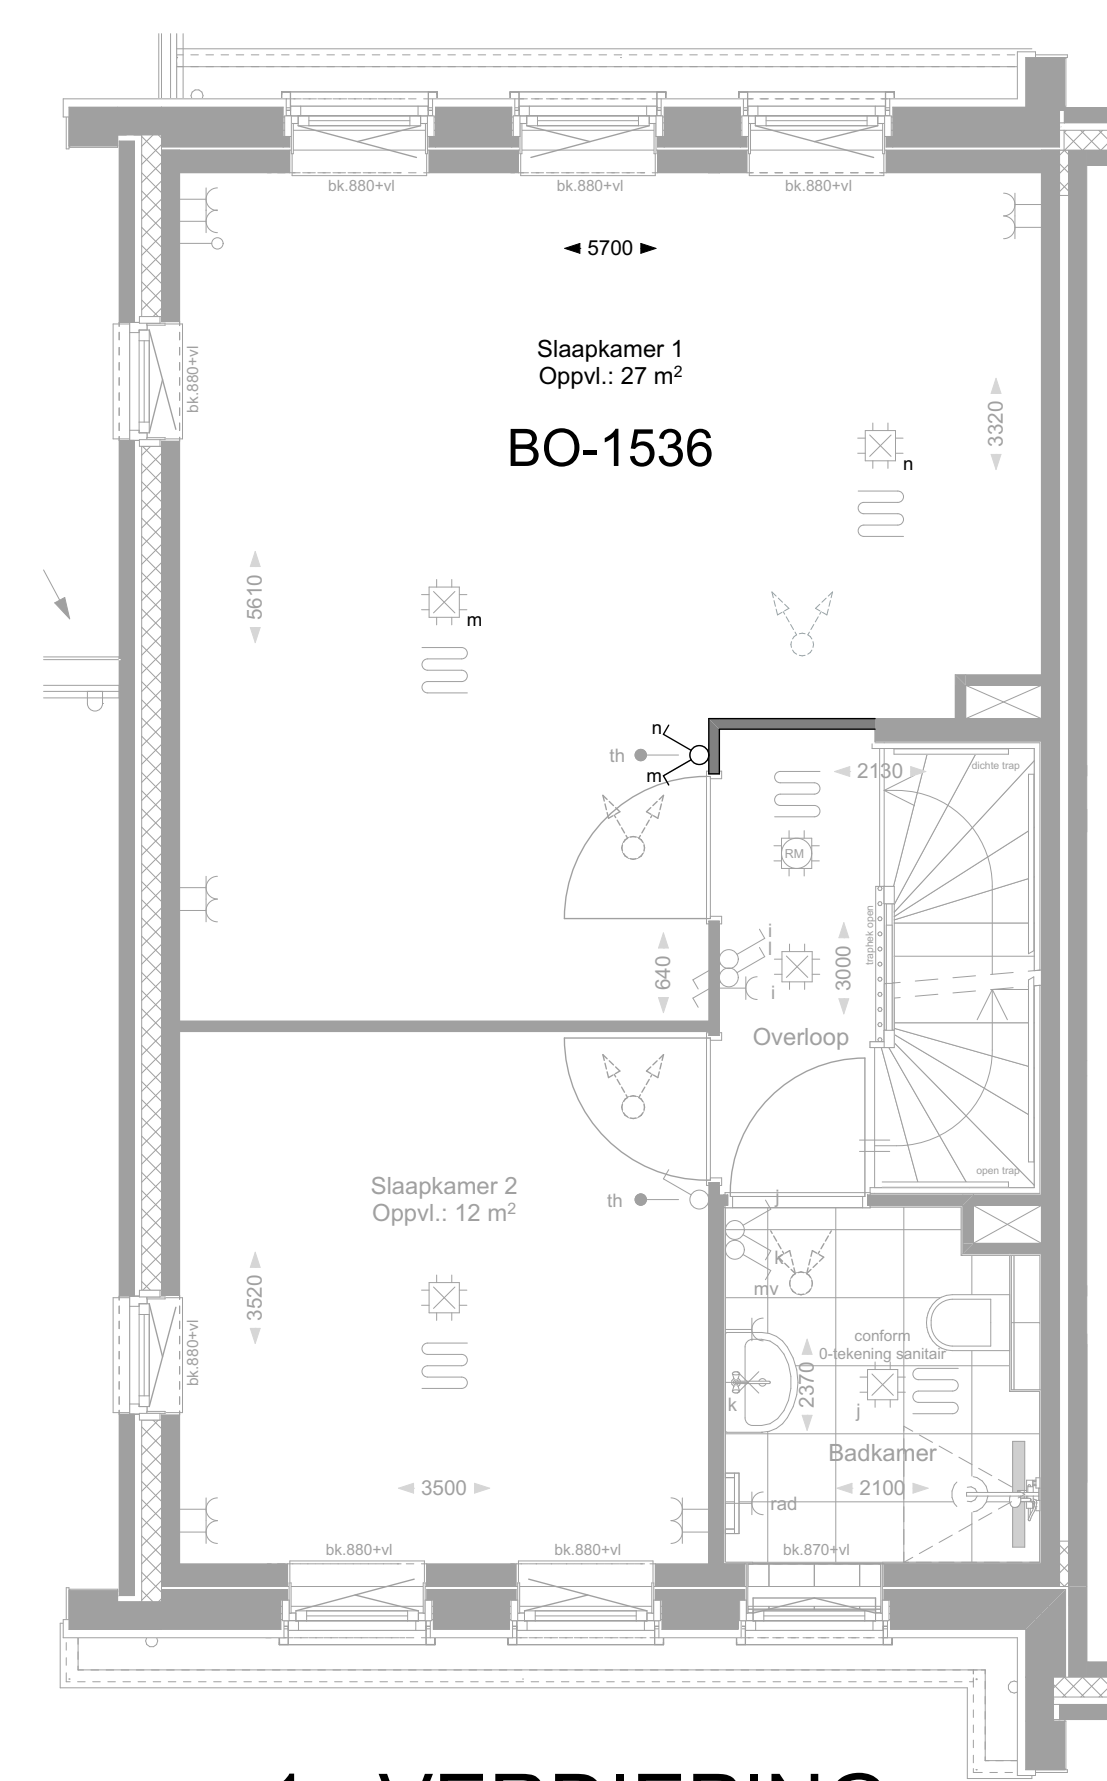 bk.880+vl
bk.880+vl
bk.880+vl
5700
Slaapkamer 1
Oppvl.: 27 m²
BO-1536
bk.880+vl
3320
n
5610
m
n
th
m
2130
dichte trap
RM
traphek open
i
l
i
640
3000
Overloop
Slaapkamer 2
Oppvl.: 12 m²
th
open trap
j
k
mv
3520
bk.880+vl
conform
0-tekening sanitair
2370
k
j
Badkamer
3500
2100
rad
bk.880+vl
bk.880+vl
bk.870+vl